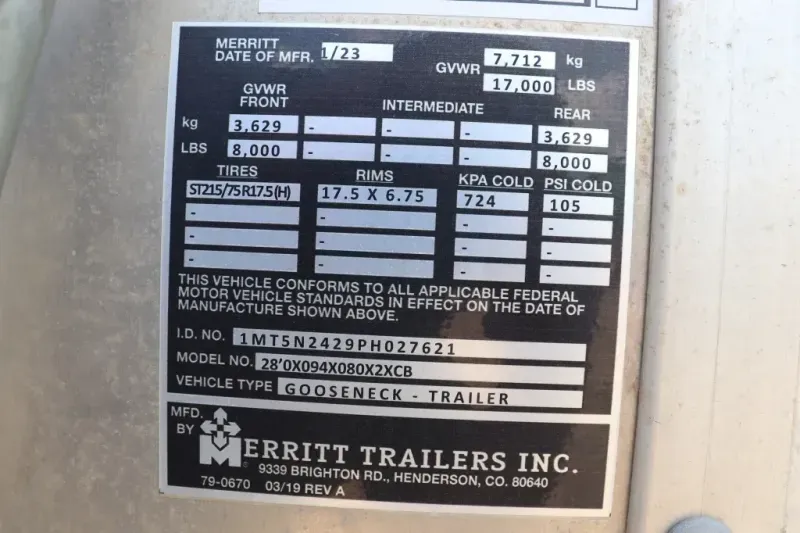 MERRITT
DATE OF MFR. 1/23 GVWR 7,712 kg
17,000 LBS
GVWR
FRONT INTERMEDIATE REAR
kg 3,629 - - - 3,629
LBS 8,000 - - - 8,000
TIRES RIMS KPA COLD PSI COLD
ST215/75R17.5(H) 17.5 X 6.75 724 105
- - - -
- - - -
- - - -
THIS VEHICLE CONFORMS TO ALL APPLICABLE FEDERAL
MOTOR VEHICLE STANDARDS IN EFFECT ON THE DATE OF
MANUFACTURE SHOWN ABOVE.
I.D. NO. 1MT5N2429PH027621
MODEL NO. 28'0X094X080X2XCB
VEHICLE TYPE GOOSENECK - TRAILER
MFD.
BY MERRITT TRAILERS INC.
9339 BRIGHTON RD., HENDERSON, CO. 80640
79-0670 03/19 REV A